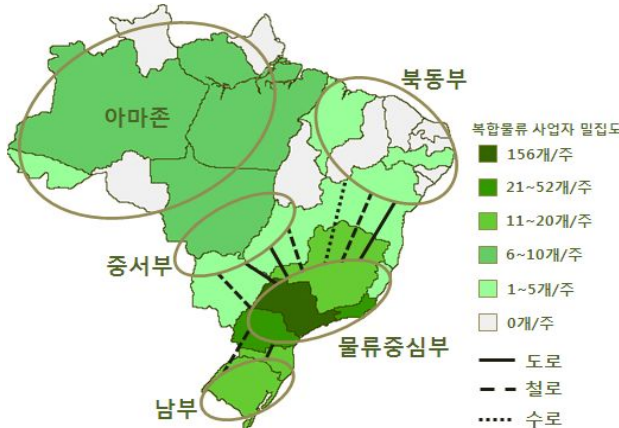 북동부
아마존
중서부
물류중심부
남부
복합물류 사업자 밀집도
156개/주
21~52개/주
11~20개/주
6~10개/주
1~5개/주
0개/주
도로
철로
수로